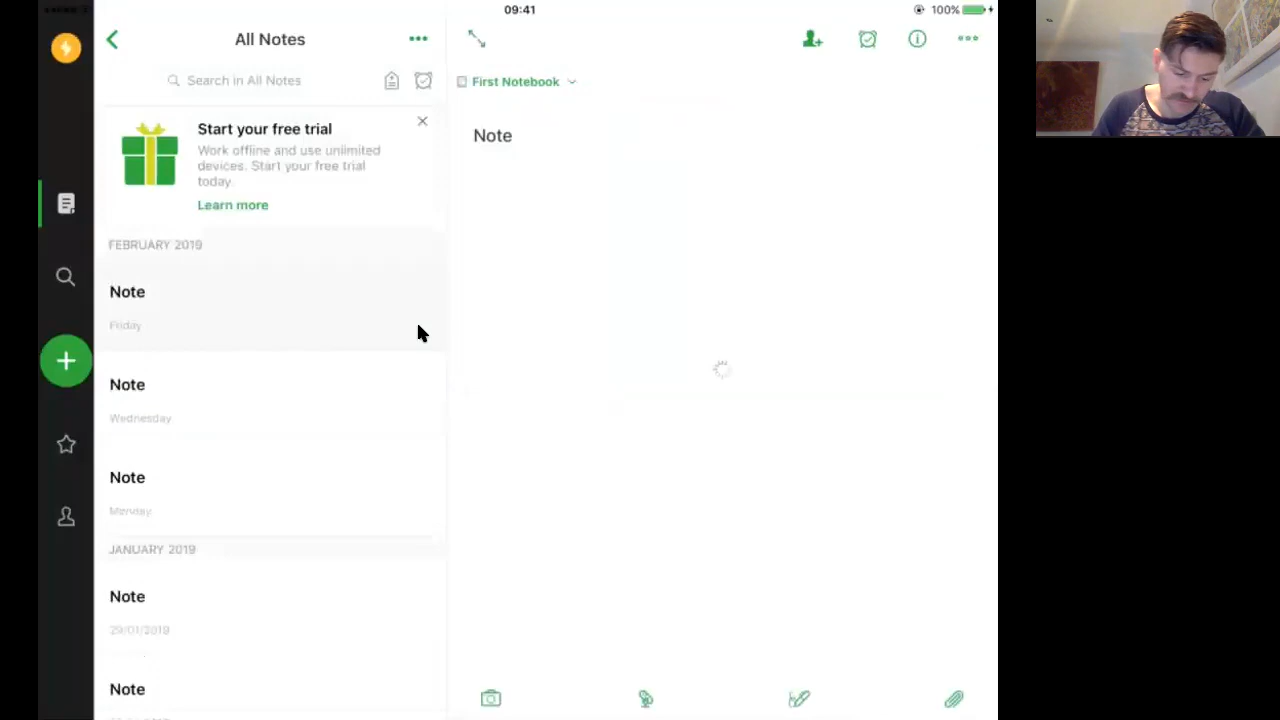 09:41
100%
All Notes
Search in All Notes
Start your free trial
Work offline and use unlimited
devices. Start your free trial
today.
Learn more
FEBRUARY 2019
Note
Friday
Note
Wednesday
Note
Monday
JANUARY 2019
Note
29/01/2019
Note
First Notebook
Note